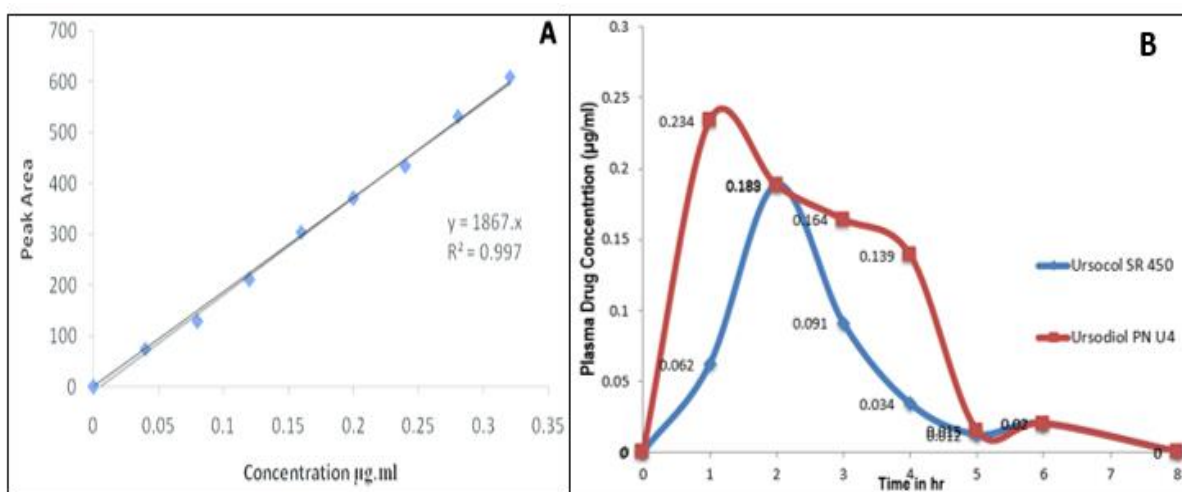 A
700
600
500
400
300
200
100
0
Peak Area
y = 1867.x
R² = 0.997
0 0.05 0.1 0.15 0.2 0.25 0.3 0.35
Concentration µg.ml
B
0.3
0.25
0.2
0.15
0.1
0.05
0
Plasma Drug Concentrtion (µg/ml)
0.234
0.164
0.139
0.062
0.091
0.034
0.012
0.02
0
Ursocol SR 450
Ursodiol PN U4
0 1 2 3 4 5 6 8
Time in hr